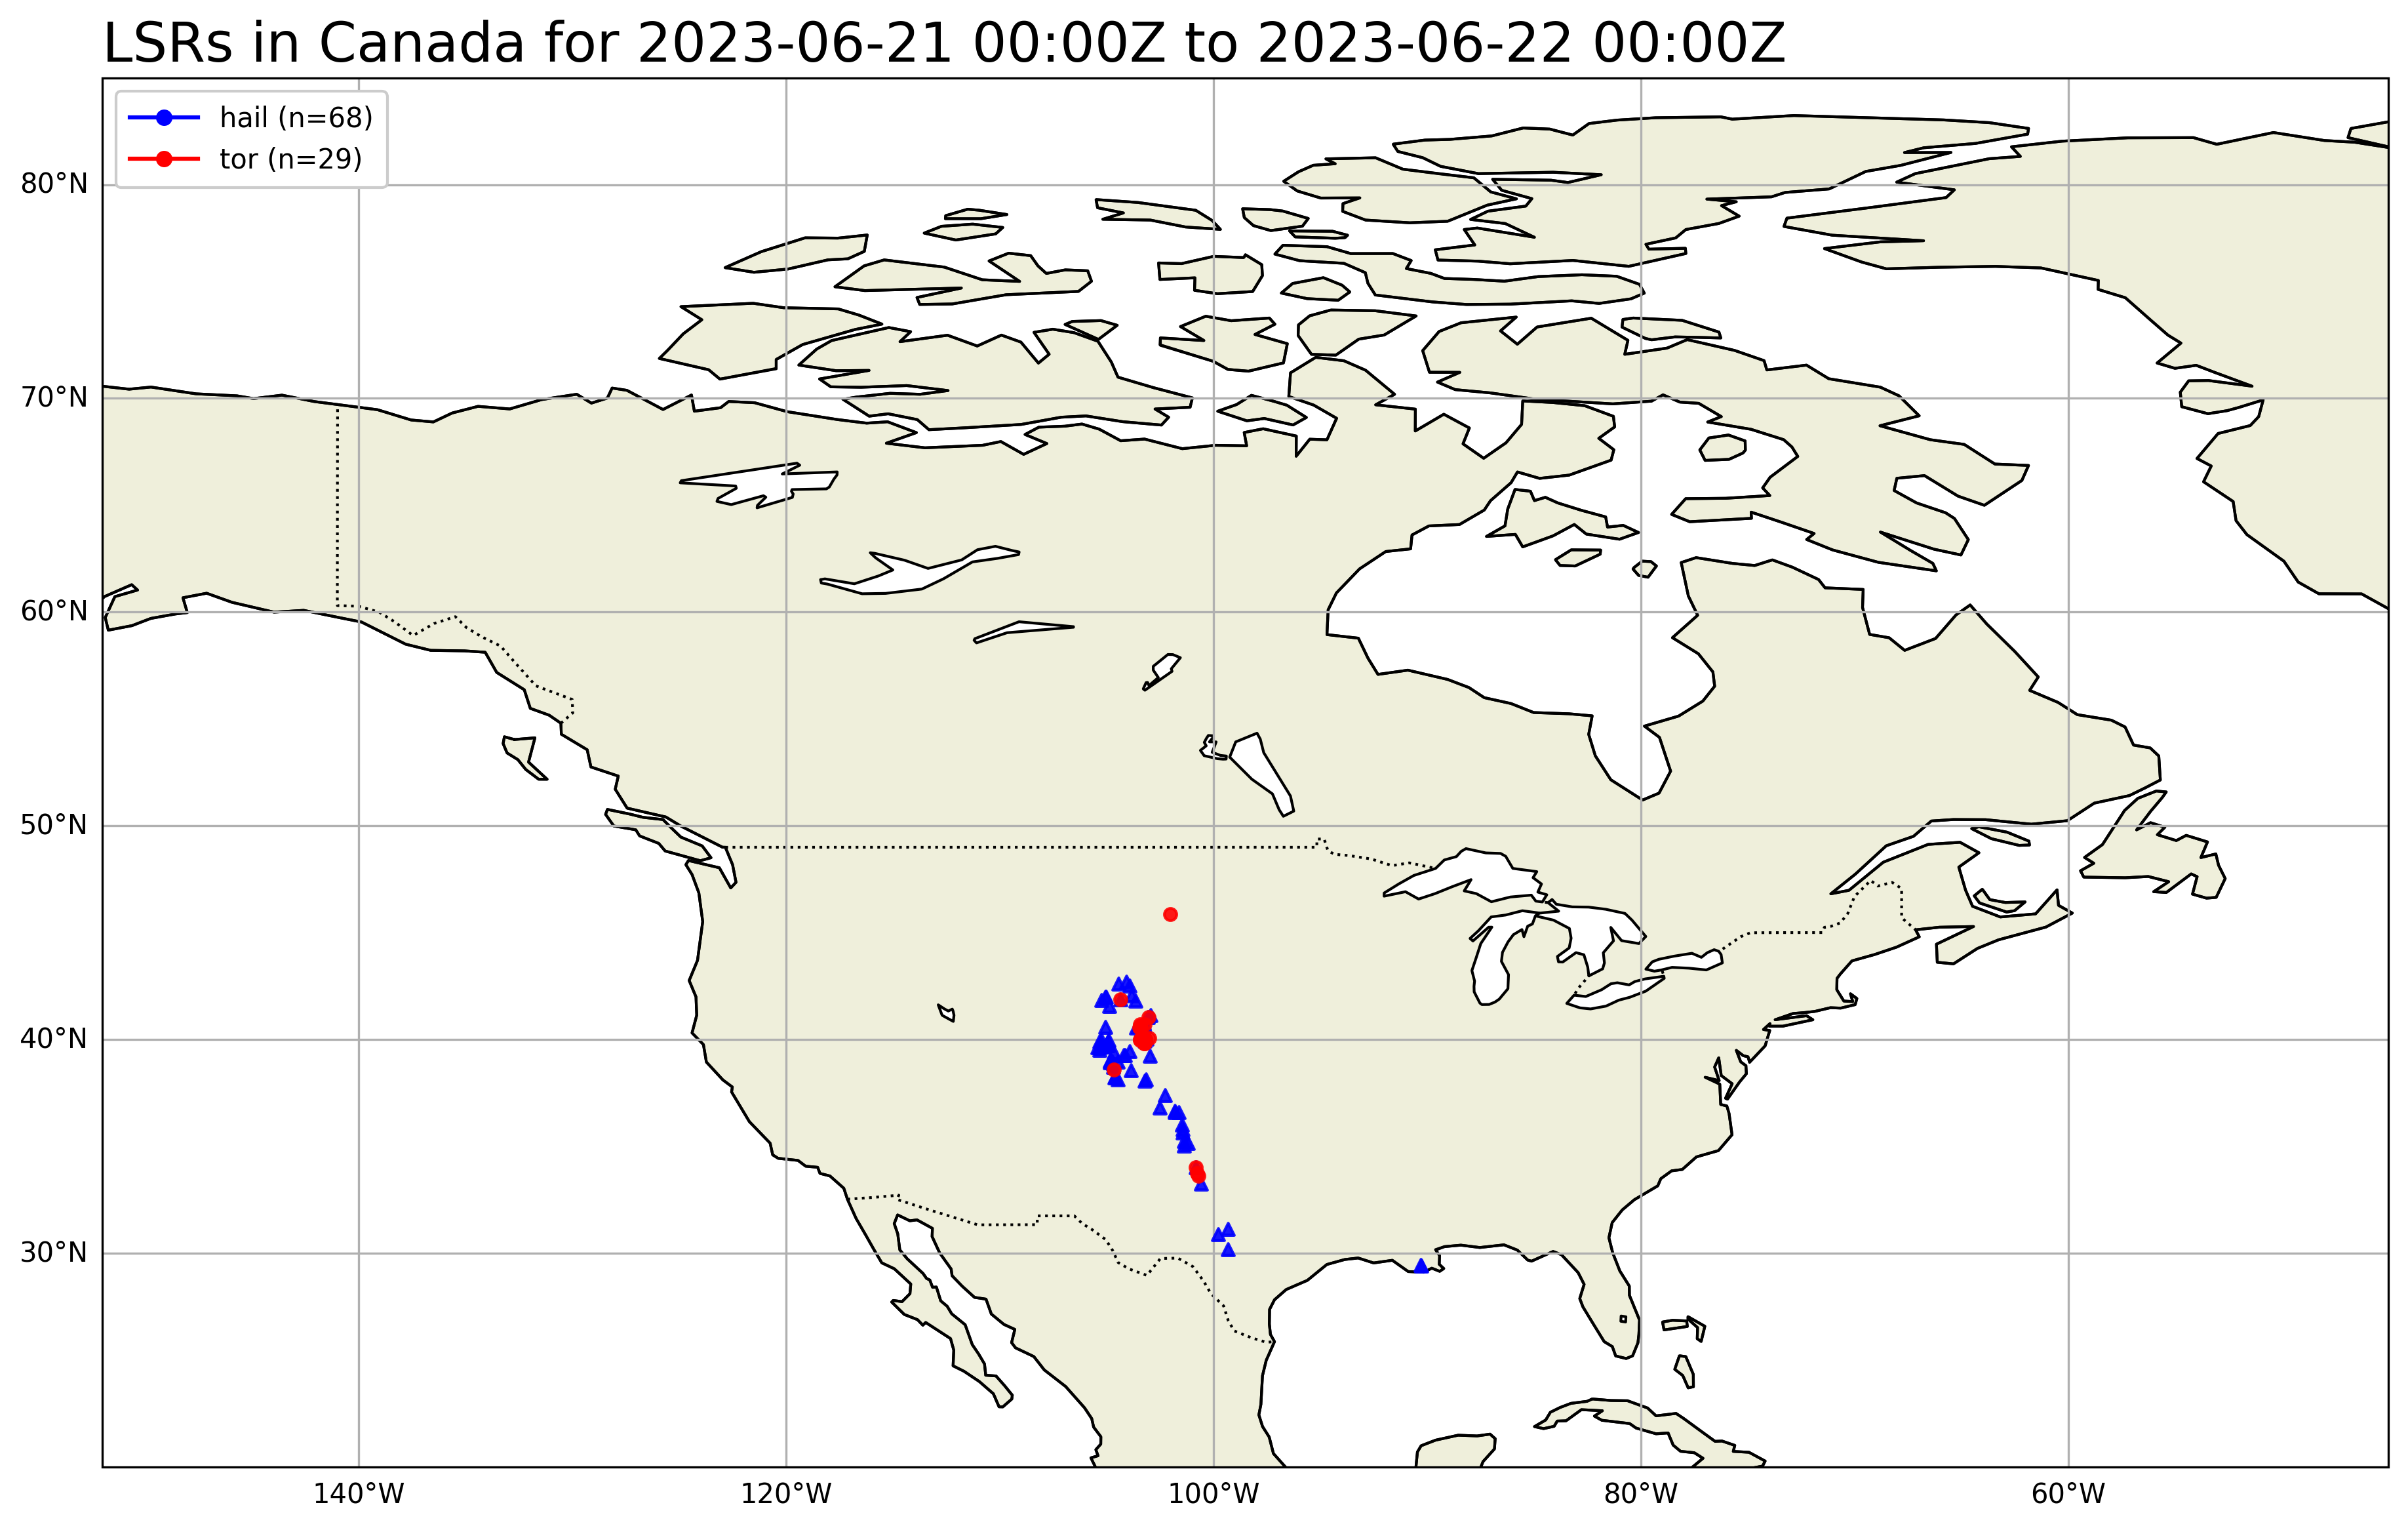 LSRs in Canada for 2023-06-21 00:00Z to 2023-06-22 00:00Z
hail (n=68)
tor (n=29)
80°N
70°N
60°N
50°N
40°N
30°N
140°W 120°W 100°W 80°W 60°W